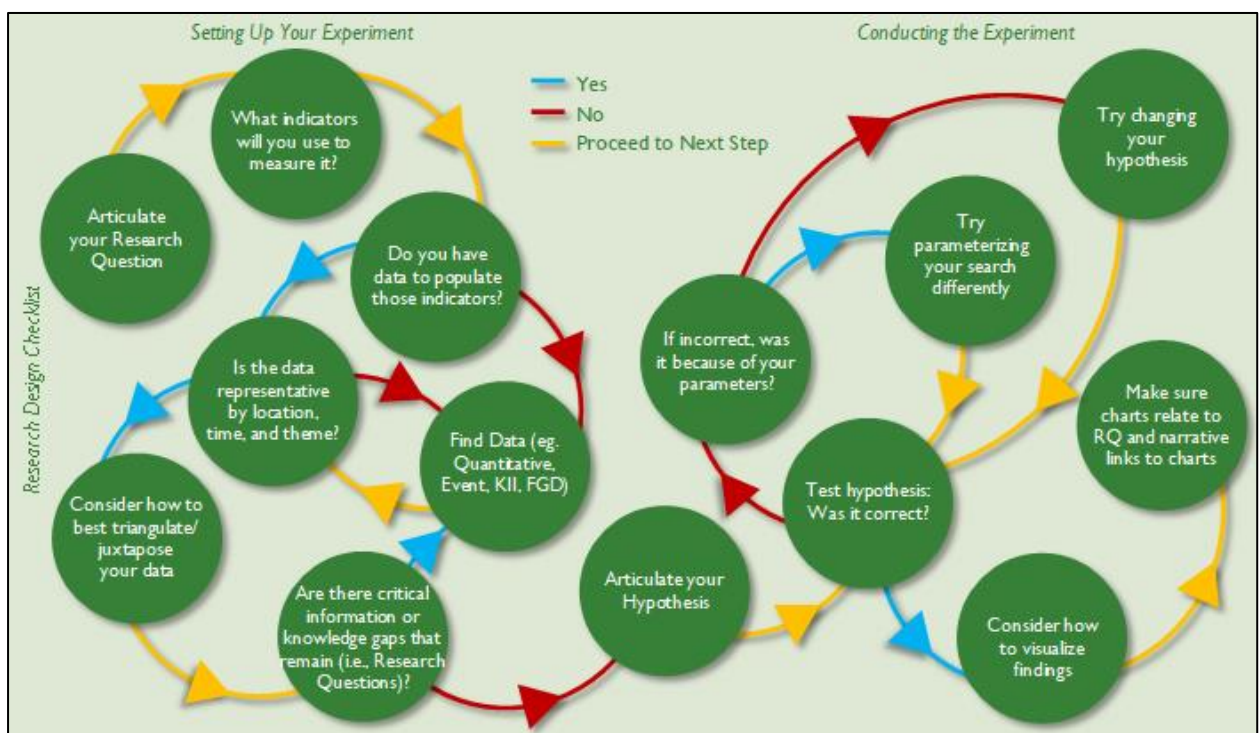 Setting Up Your Experiment
Conducting the Experiment
Research Design Checklist
Yes
No
Proceed to Next Step
Articulate
your Research
Question
What indicators
will you use to
measure it?
Do you have
data to populate
those indicators?
Is the data
representative
by location,
time, and theme?
Find Data (eg.
Quantitative,
Event, KII, FGD)
Consider how to
best triangulate/
juxtapose
your data
Are there critical
information or
knowledge gaps that
remain (i.e., Research
Questions)?
Articulate your
Hypothesis
Test hypothesis:
Was it correct?
If incorrect, was
it because of your
parameters?
Try
parameterizing
your search
differently
Try changing
your
hypothesis
Consider how
to visualize
findings
Make sure
charts relate to
RQ and narrative
links to charts